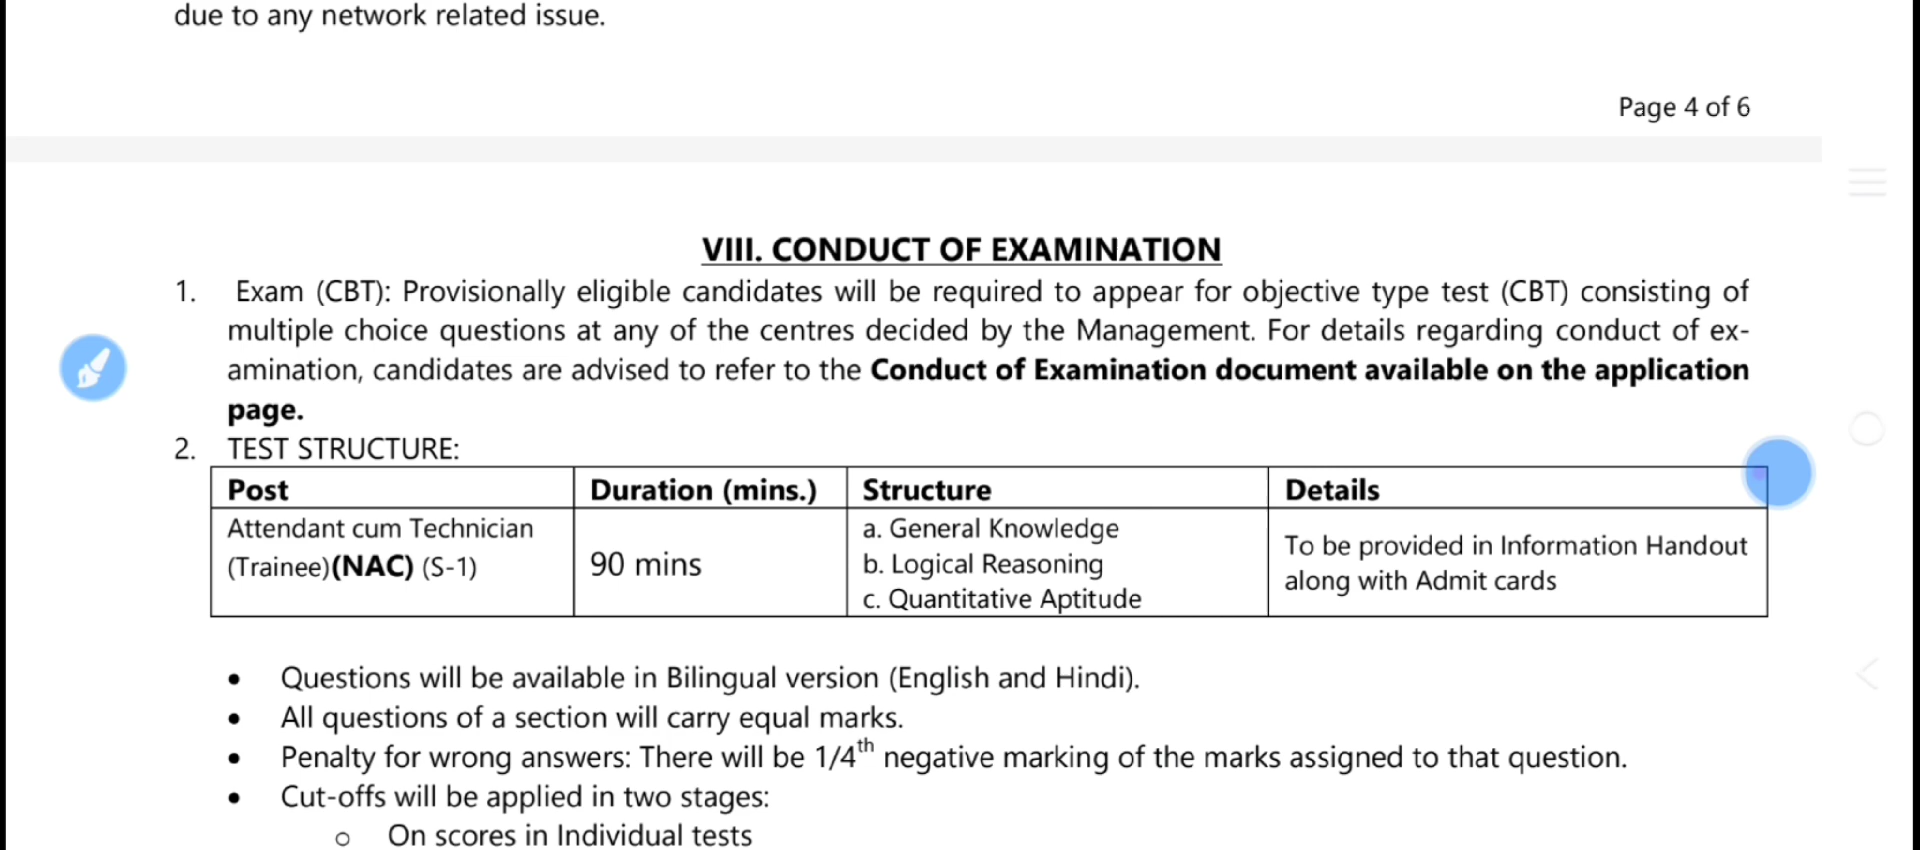 due to any network related issue.
Page 4 of 6
VIII. CONDUCT OF EXAMINATION
1. Exam (CBT): Provisionally eligible candidates will be required to appear for objective type test (CBT) consisting of
multiple choice questions at any of the centres decided by the Management. For details regarding conduct of ex-
amination, candidates are advised to refer to the Conduct of Examination document available on the application
page.
2. TEST STRUCTURE:
Post Duration (mins.) Structure Details
Attendant cum Technician
(Trainee)(NAC) (S-1)
90 mins
a. General Knowledge
b. Logical Reasoning
c. Quantitative Aptitude
To be provided in Information Handout
along with Admit cards
• Questions will be available in Bilingual version (English and Hindi).
• All questions of a section will carry equal marks.
• Penalty for wrong answers: There will be 1/4th negative marking of the marks assigned to that question.
• Cut-offs will be applied in two stages:
o On scores in Individual tests